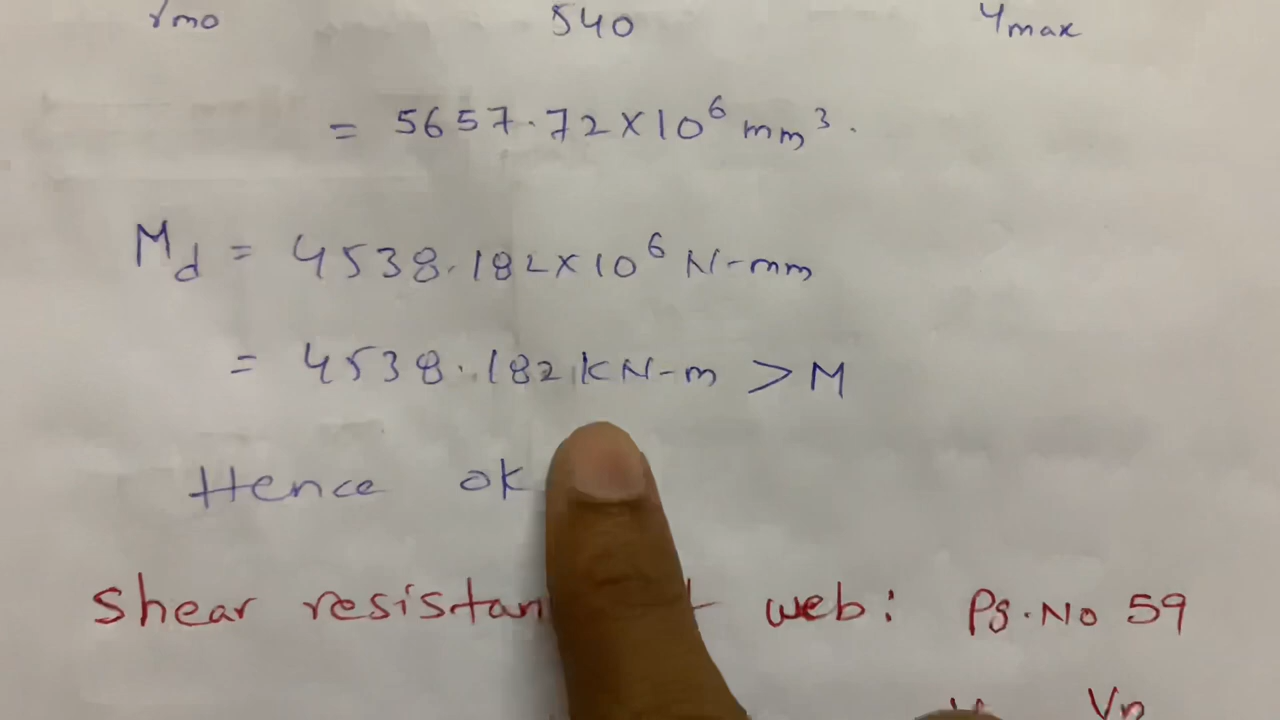 γmo 540 Ymax
= 5657.72×10⁶ mm³.
Md = 4538.182×10⁶ N-mm
= 4538.182 kN-m > M
Hence ok
Shear web: Pg.No 59
Vn